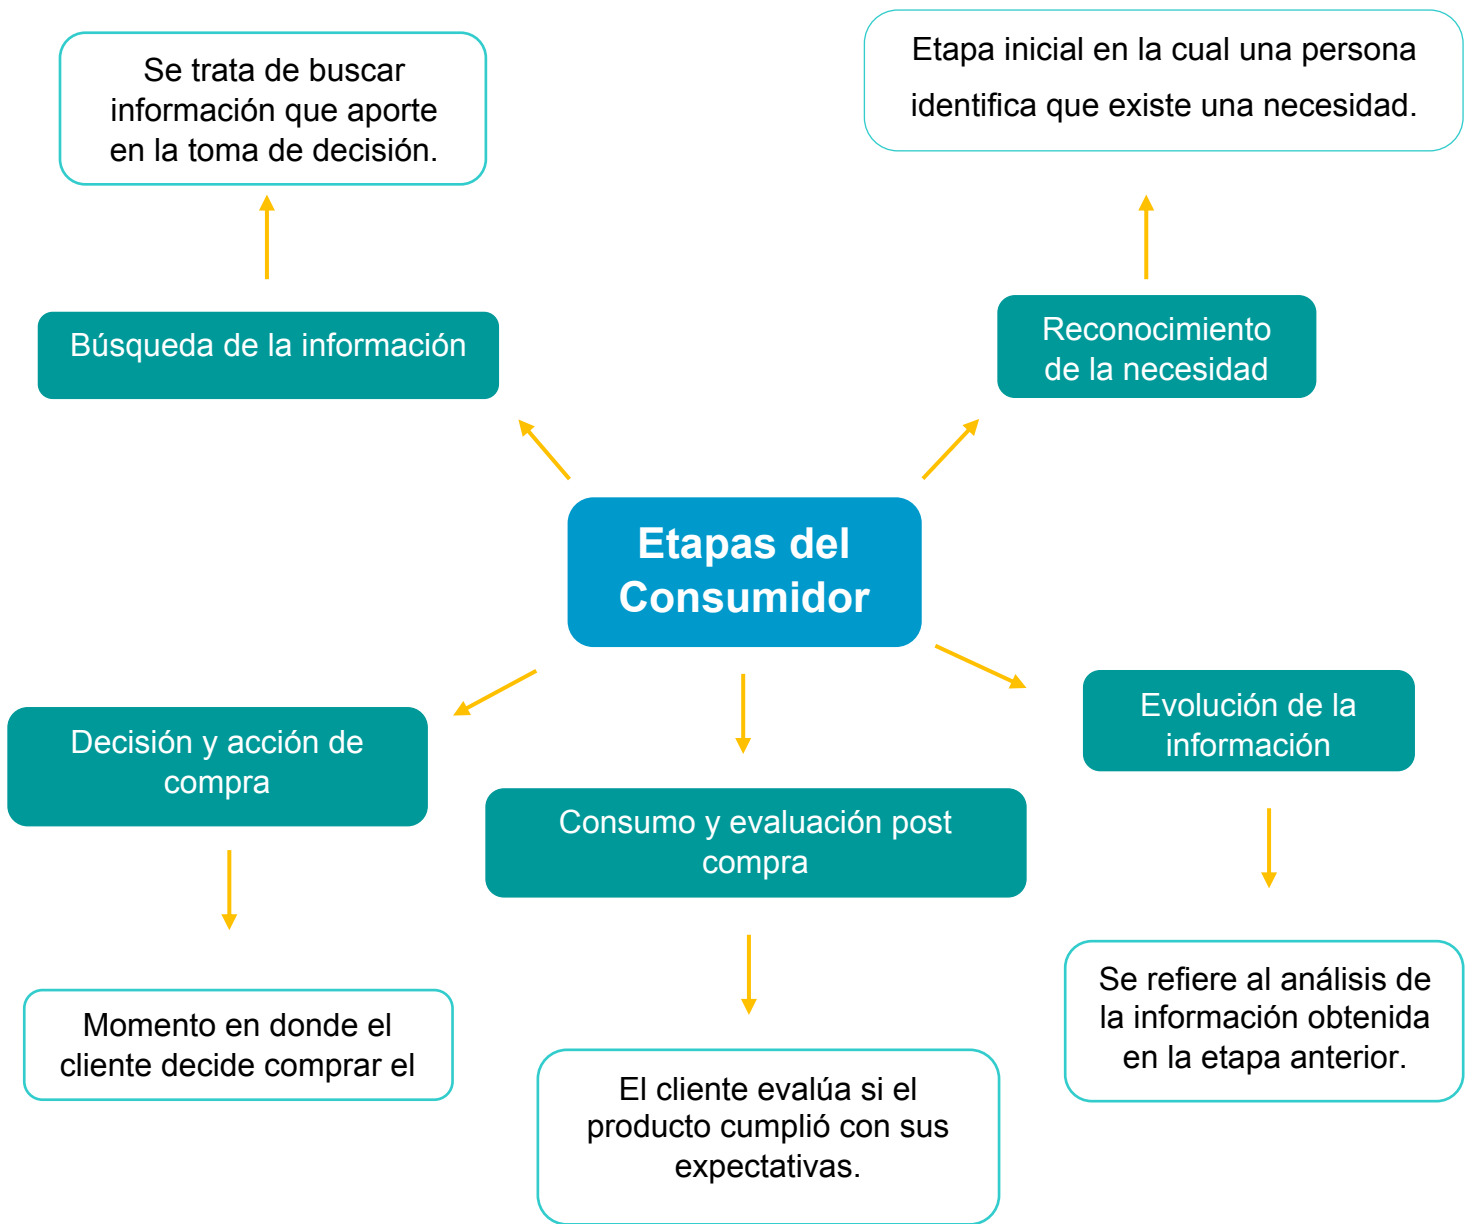 Se trata de buscar
información que aporte
en la toma de decisión.
Etapa inicial en la cual una persona
identifica que existe una necesidad.
Búsqueda de la información
Reconocimiento
de la necesidad
Etapas del
Consumidor
Decisión y acción de
compra
Consumo y evaluación post
compra
Evolución de la
información
Momento en donde el
cliente decide comprar el
El cliente evalúa si el
producto cumplió con sus
expectativas.
Se refiere al análisis de
la información obtenida
en la etapa anterior.